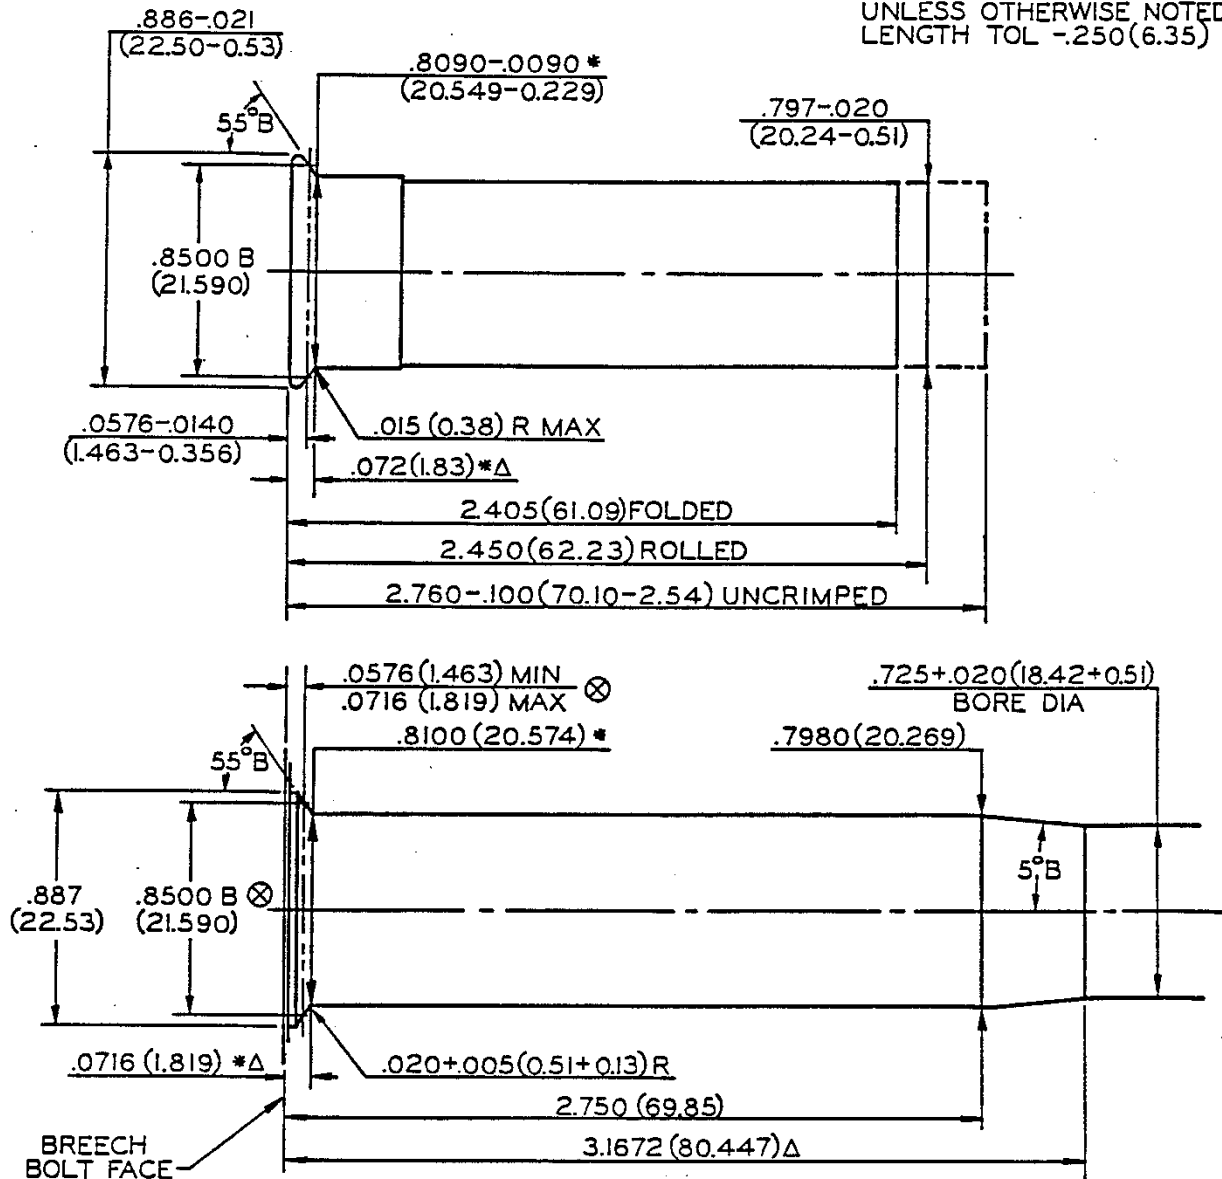 UNLESS OTHERWISE NOTED
LENGTH TOL -.250(6.35)
.886-.021
(22.50-0.53)
.8090-.0090*
(20.549-0.229)
.797-.020
(20.24-0.51)
55°B
.8500 B
(21.590)
.0576-.0140
(1.463-0.356)
.015 (0.38) R MAX
.072(1.83)*Δ
2.405(61.09)FOLDED
2.450(62.23) ROLLED
2.760-.100(70.10-2.54) UNCRIMPED
.0576(1.463) MIN
.0716 (1.819) MAX ⊗
.725+.020(18.42+0.51)
BORE DIA
.8100(20.574)*
.7980(20.269)
55°B
5°B
.887
(22.53)
.8500 B ⊗
(21.590)
.0716 (1.819) *Δ
.020+.005(0.51+0.13)R
2.750 (69.85)
3.1672(80.447)Δ
BREECH
BOLT FACE